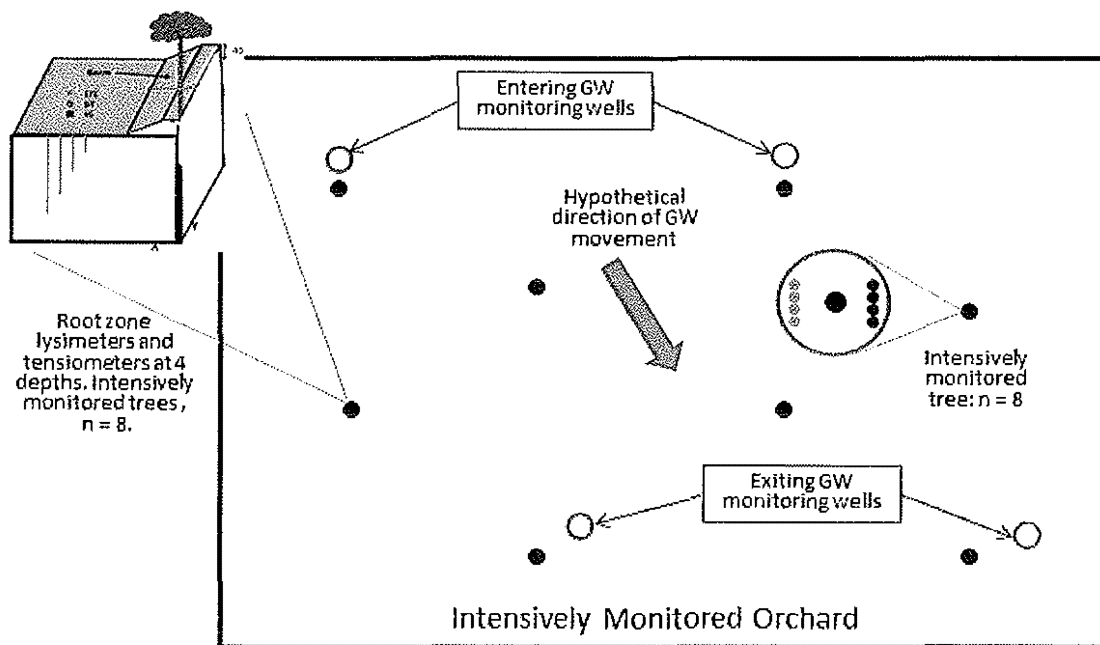 Entering GW
monitoring wells
Hypothetical
direction of GW
movement
Root zone
lysimeters and
tensiometers at 4
depths. Intensively
monitored trees,
n = 8.
Intensively
monitored
tree: n = 8
Exiting GW
monitoring wells
Intensively Monitored Orchard